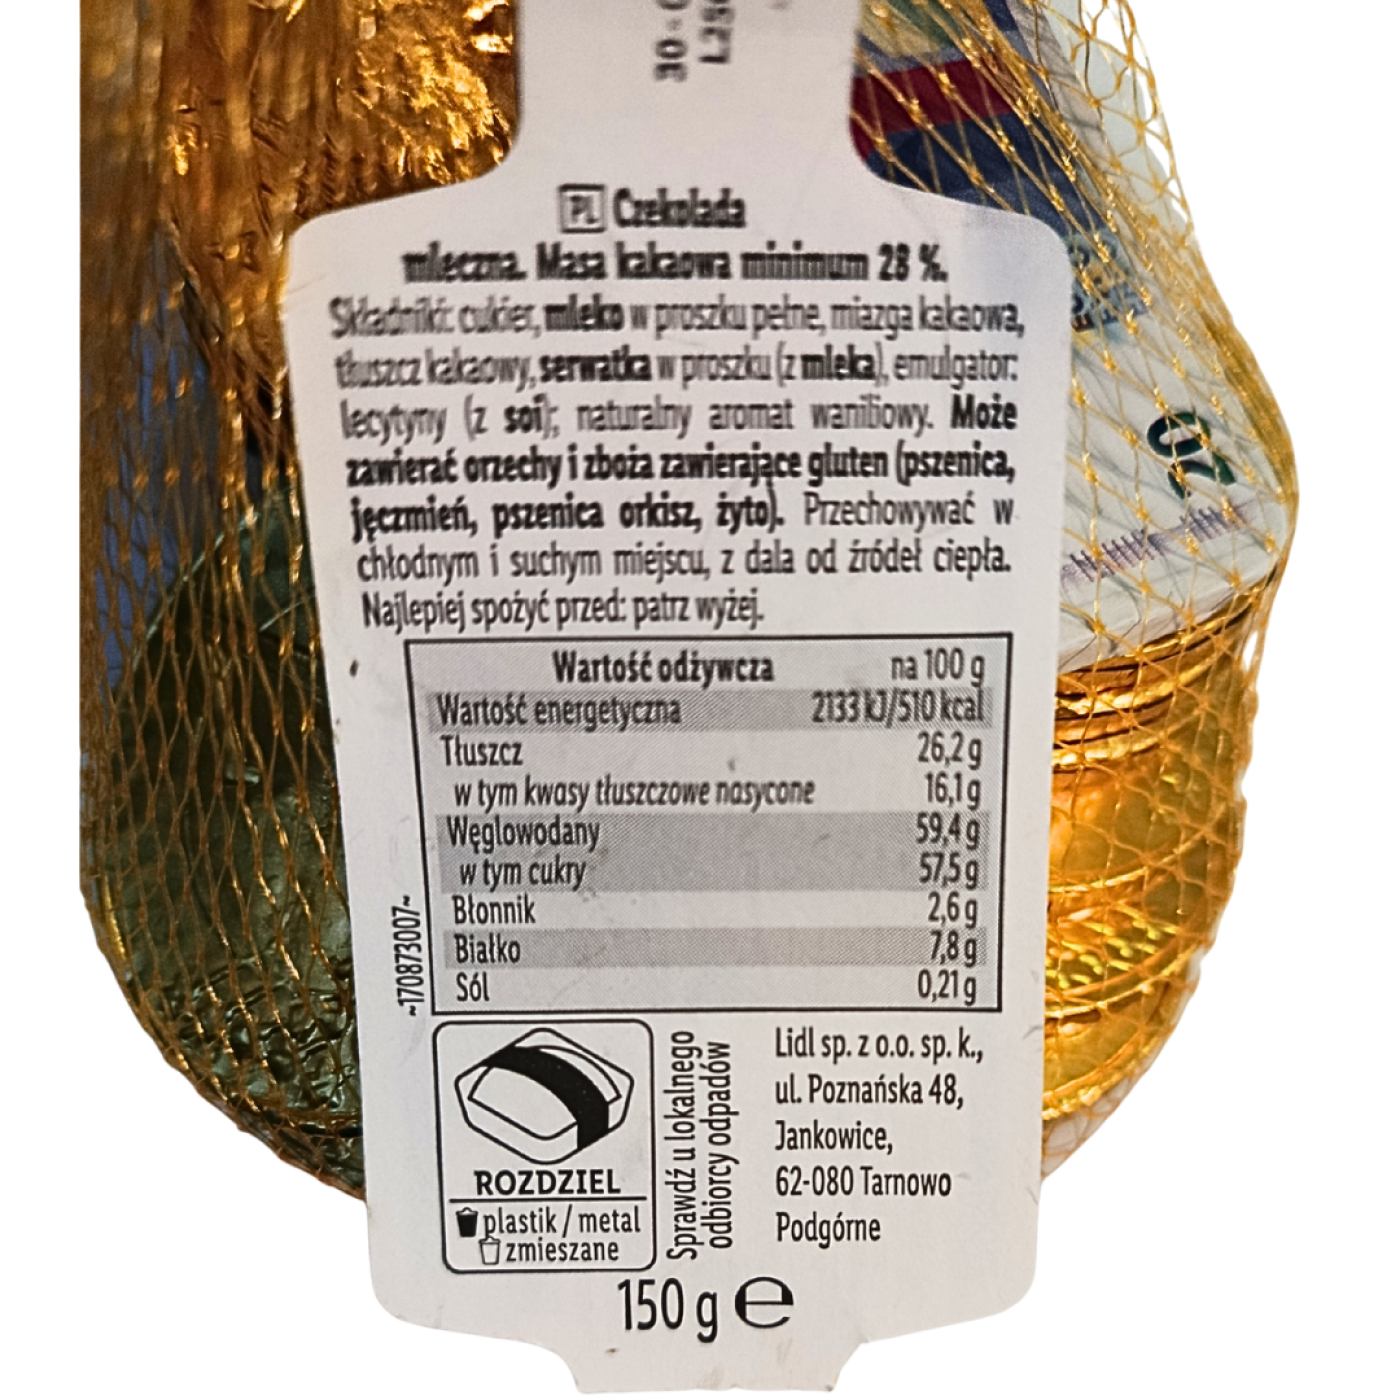 PL Czekolada
mleczna. Masa kakaowa minimum 28 %.
Składniki: cukier, mleko w proszku pełne, miazga kakaowa,
tłuszcz kakaowy, serwatka w proszku (z mleka), emulgator:
lecytyny (z soi); naturalny aromat waniliowy. Może
zawierać orzechy i zboża zawierające gluten (pszenica,
jęczmień, pszenica orkisz, żyto). Przechowywać w
chłodnym i suchym miejscu, z dala od źródeł ciepła.
Najlepiej spożyć przed: patrz wyżej.
Wartość odżywcza na 100 g
Wartość energetyczna 2133 kJ/510 kcal
Tłuszcz 26,2 g
w tym kwasy tłuszczowe nasycone 16,1 g
Węglowodany 59,4 g
w tym cukry 57,5 g
Błonnik 2,6 g
Białko 7,8 g
Sól 0,21 g
~170873007~
ROZDZIEL
plastik / metal
zmieszane
Sprawdź u lokalnego
odbiorcy odpadów
Lidl sp. z o.o. sp. k.,
ul. Poznańska 48,
Jankowice,
62-080 Tarnowo
Podgórne
150 g ℮